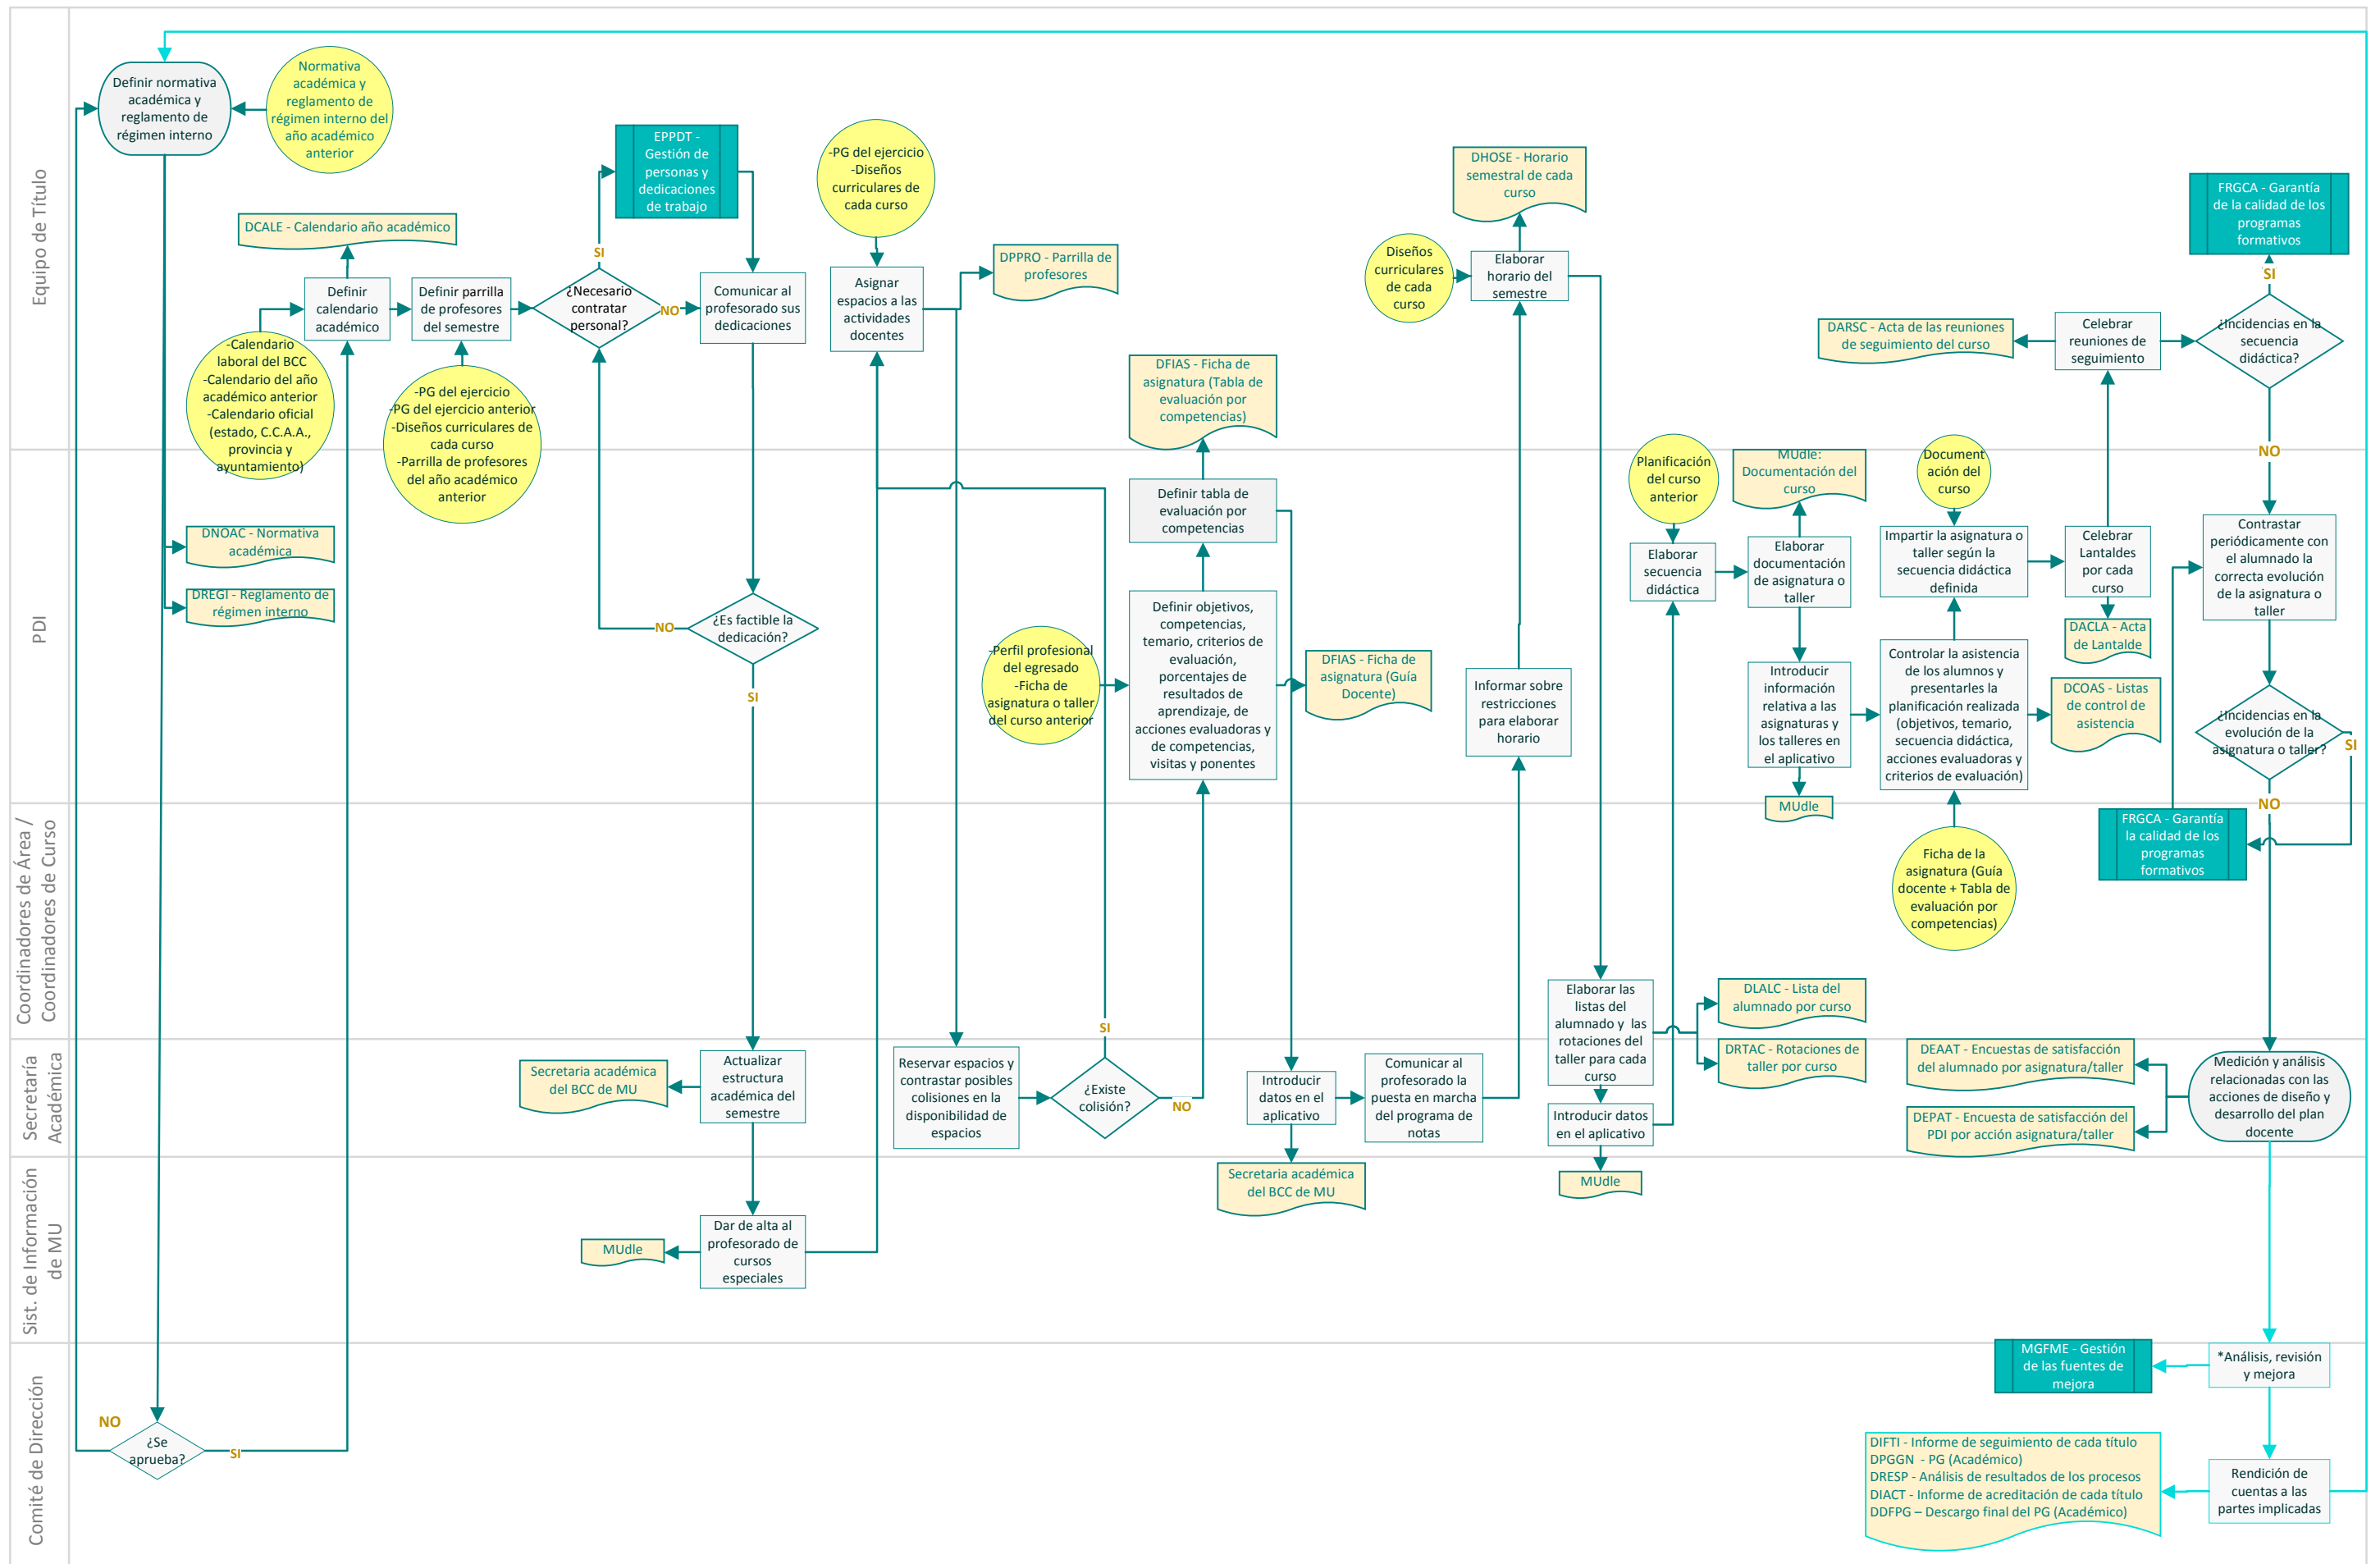 Equipo de Título
Definir normativa
académica y
reglamento de
régimen interno
Normativa
académica y
reglamento de
régimen interno del
año académico
anterior
DCALE - Calendario año académico
Definir
calendario
académico
-Calendario
laboral del BCC
-Calendario del año
académico anterior
-Calendario oficial
(estado, C.C.A.A.,
provincia y
ayuntamiento)
Definir parrilla
de profesores
del semestre
-PG del ejercicio
-PG del ejercicio anterior
-Diseños curriculares de
cada curso
-Parrilla de profesores
del año académico
anterior
¿Necesario
contratar
personal?
SI
NO
EPPDT -
Gestión de
personas y
dedicaciones
de trabajo
Comunicar al
profesorado sus
dedicaciones
-PG del ejercicio
-Diseños
curriculares de
cada curso
Asignar
espacios a las
actividades
docentes
DPPRO - Parrilla de
profesores
DFIAS - Ficha de
asignatura (Tabla de
evaluación por
competencias)
DHOSE - Horario
semestral de cada
curso
Diseños
curriculares
de cada
curso
Elaborar
horario del
semestre
DARSC - Acta de las reuniones
de seguimiento del curso
Celebrar
reuniones de
seguimiento
FRGCA - Garantía
de la calidad de los
programas
formativos
SI
¿Incidencias en la
secuencia
didáctica?
NO
PDI
DNOAC - Normativa
académica
DREGI - Reglamento de
régimen interno
¿Es factible la
dedicación?
NO
SI
-Perfil profesional
del egresado
-Ficha de
asignatura o taller
del curso anterior
Definir tabla de
evaluación por
competencias
Definir objetivos,
competencias,
temario, criterios de
evaluación,
porcentajes de
resultados de
aprendizaje, de
acciones evaluadoras y
de competencias,
visitas y ponentes
DFIAS - Ficha de
asignatura (Guía
Docente)
Informar sobre
restricciones
para elaborar
horario
Planificación
del curso
anterior
Elaborar
secuencia
didáctica
MUdle:
Documentación del
curso
Elaborar
documentación
de asignatura o
taller
Introducir
información
relativa a las
asignaturas y
los talleres en
el aplicativo
MUdle
Document
ación del
curso
Impartir la asignatura o
taller según la
secuencia didáctica
definida
Controlar la asistencia
de los alumnos y
presentarles la
planificación realizada
(objetivos, temario,
secuencia didáctica,
acciones evaluadoras y
criterios de evaluación)
Celebrar
Lantaldes
por cada
curso
DACLA - Acta
de Lantalde
DCOAS - Listas
de control de
asistencia
Contrastar
periódicamente con
el alumnado la
correcta evolución
de la asignatura o
taller
¿Incidencias en la
evolución de la
asignatura o taller?
SI
NO
Coordinadores de Área /
Coordinadores de Curso
Ficha de la
asignatura (Guía
docente + Tabla de
evaluación por
competencias)
FRGCA - Garantía
la calidad de los
programas
formativos
Elaborar las
listas del
alumnado y las
rotaciones del
taller para cada
curso
DLALC - Lista del
alumnado por curso
DRTAC - Rotaciones de
taller por curso
Secretaría
Académica
Secretaria académica
del BCC de MU
Actualizar
estructura
académica del
semestre
Reservar espacios y
contrastar posibles
colisiones en la
disponibilidad de
espacios
SI
¿Existe
colisión?
NO
Introducir
datos en el
aplicativo
Comunicar al
profesorado la
puesta en marcha
del programa de
notas
Introducir datos
en el aplicativo
DEAAT - Encuestas de satisfacción
del alumnado por asignatura/taller
DEPAT - Encuesta de satisfacción del
PDI por acción asignatura/taller
Medición y análisis
relacionadas con las
acciones de diseño y
desarrollo del plan
docente
Sist. de Información
de MU
MUdle
Dar de alta al
profesorado de
cursos
especiales
Secretaria académica
del BCC de MU
MUdle
Comité de Dirección
NO
¿Se
aprueba?
SI
MGFME - Gestión
de las fuentes de
mejora
*Análisis, revisión
y mejora
DIFTI - Informe de seguimiento de cada título
DPGGN - PG (Académico)
DRESP - Análisis de resultados de los procesos
DIACT - Informe de acreditación de cada título
DDFPG – Descargo final del PG (Académico)
Rendición de
cuentas a las
partes implicadas